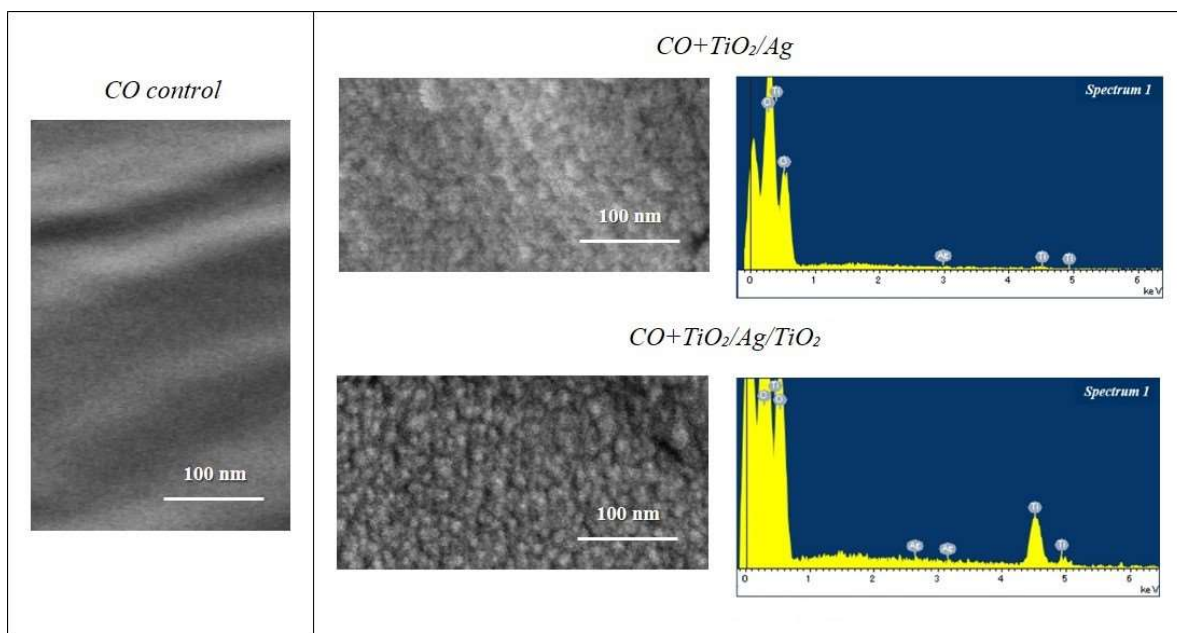 CO control
100 nm
CO+TiO₂/Ag
100 nm
Spectrum 1
Ti
O
Ag
Ti
Ti
0 1 2 3 4 5 6
keV
CO+TiO₂/Ag/TiO₂
100 nm
Spectrum 1
Ti
O
Ti
Ag
Ag
Ti
0 1 2 3 4 5 6
keV